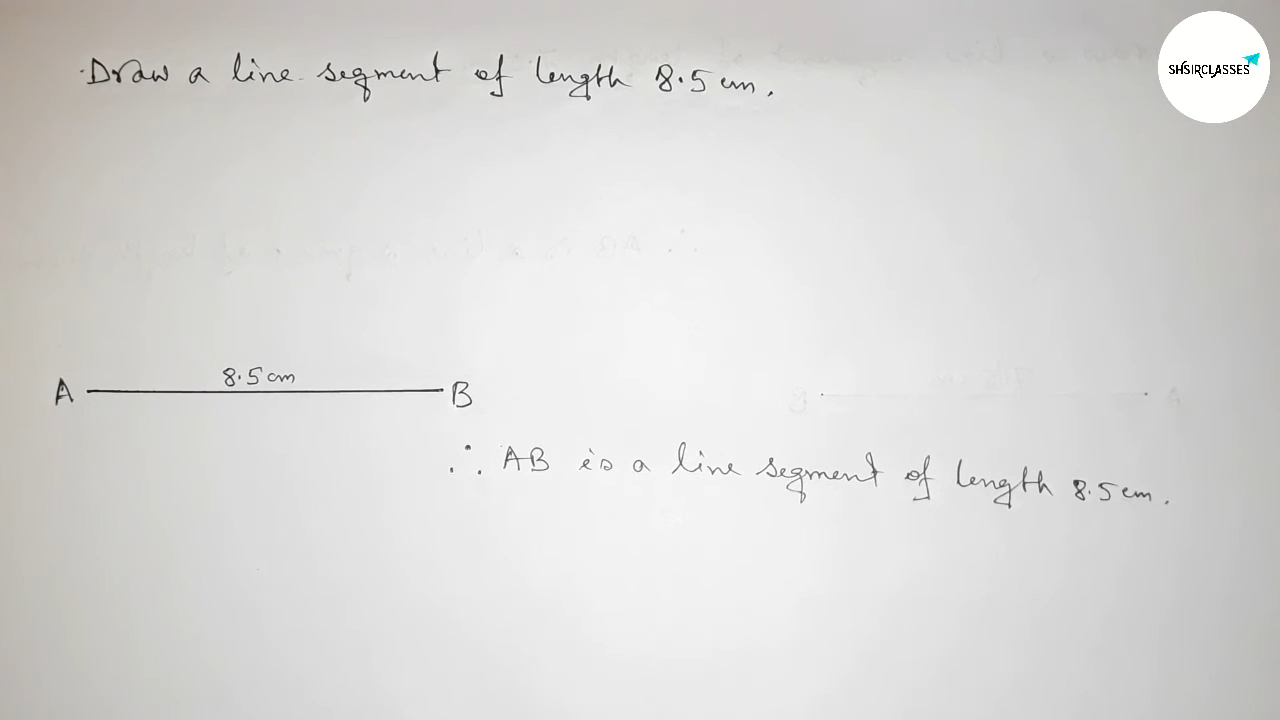 Draw a line segment of length 8.5 cm.
SHSIRCLASSES
8.5 cm
A B
∴ AB is a line segment of length 8.5 cm.